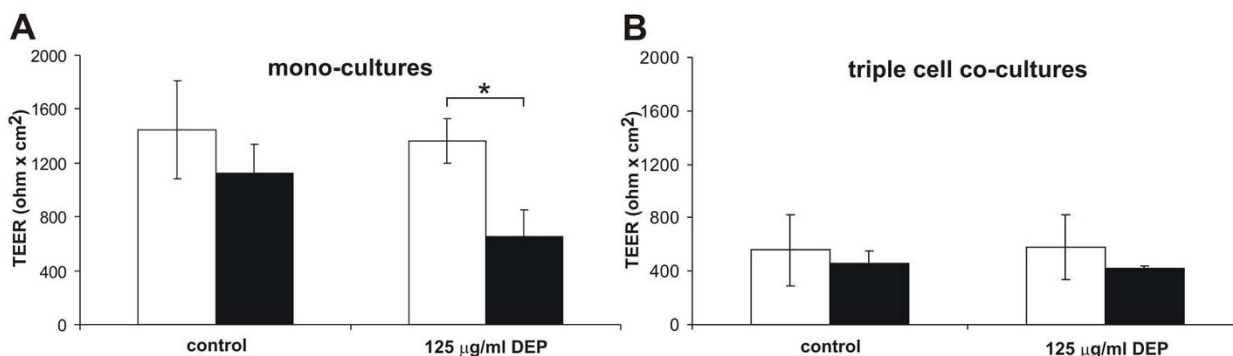 A
mono-cultures
TEER (ohm x cm2)
2000
1600
1200
800
400
0
*
control
125 µg/ml DEP
B
triple cell co-cultures
TEER (ohm x cm2)
2000
1600
1200
800
400
0
control
125 µg/ml DEP